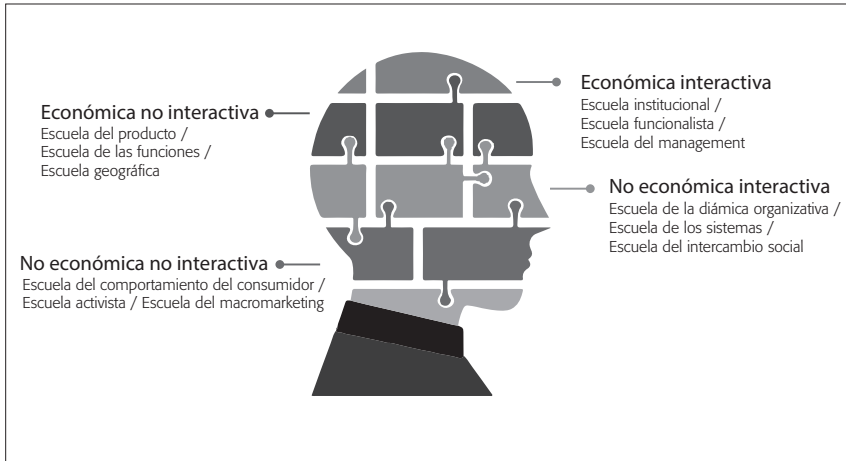 Económica no interactiva
Escuela del producto /
Escuela de las funciones /
Escuela geográfica
Económica interactiva
Escuela institucional /
Escuela funcionalista /
Escuela del management
No económica interactiva
Escuela de la diámica organizativa /
Escuela de los sistemas /
Escuela del intercambio social
No económica no interactiva
Escuela del comportamiento del consumidor /
Escuela activista / Escuela del macromarketing